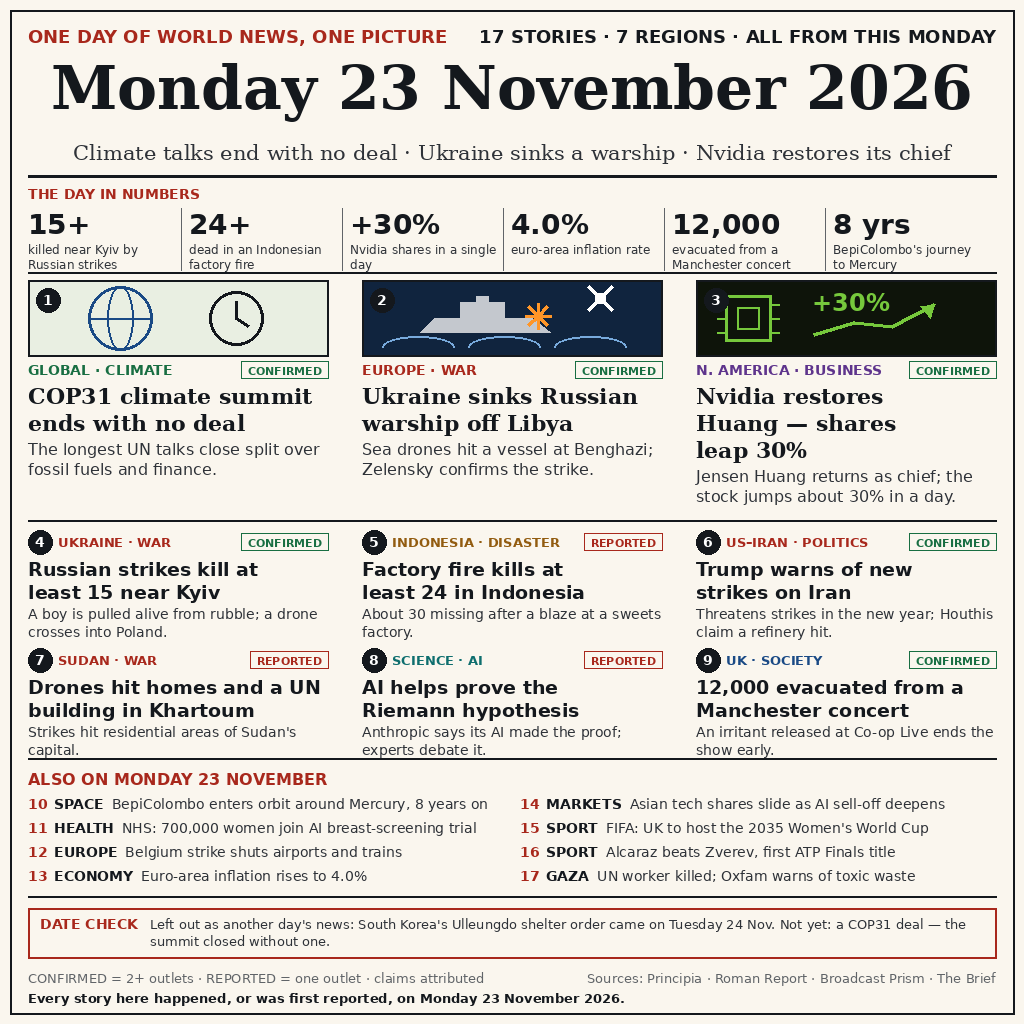 ONE DAY OF WORLD NEWS, ONE PICTURE
17 STORIES · 7 REGIONS · ALL FROM THIS MONDAY
Monday 23 November 2026
Climate talks end with no deal · Ukraine sinks a warship · Nvidia restores its chief
THE DAY IN NUMBERS
15+
killed near Kyiv by
Russian strikes
24+
dead in an Indonesian
factory fire
+30%
Nvidia shares in a single
day
4.0%
euro-area inflation rate
12,000
evacuated from a
Manchester concert
8 yrs
BepiColombo's journey
to Mercury
1
GLOBAL · CLIMATE
CONFIRMED
COP31 climate summit
ends with no deal
The longest UN talks close split over
fossil fuels and finance.
2
EUROPE · WAR
CONFIRMED
Ukraine sinks Russian
warship off Libya
Sea drones hit a vessel at Benghazi;
Zelensky confirms the strike.
3
+30%
N. AMERICA · BUSINESS
CONFIRMED
Nvidia restores
Huang — shares
leap 30%
Jensen Huang returns as chief; the
stock jumps about 30% in a day.
4 UKRAINE · WAR
CONFIRMED
Russian strikes kill at
least 15 near Kyiv
A boy is pulled alive from rubble; a drone
crosses into Poland.
5 INDONESIA · DISASTER
REPORTED
Factory fire kills at
least 24 in Indonesia
About 30 missing after a blaze at a sweets
factory.
6 US–IRAN · POLITICS
CONFIRMED
Trump warns of new
strikes on Iran
Threatens strikes in the new year; Houthis
claim a refinery hit.
7 SUDAN · WAR
REPORTED
Drones hit homes and a UN
building in Khartoum
Strikes hit residential areas of Sudan's
capital.
8 SCIENCE · AI
REPORTED
AI helps prove the
Riemann hypothesis
Anthropic says its AI made the proof;
experts debate it.
9 UK · SOCIETY
CONFIRMED
12,000 evacuated from a
Manchester concert
An irritant released at Co-op Live ends the
show early.
ALSO ON MONDAY 23 NOVEMBER
10 SPACE BepiColombo enters orbit around Mercury, 8 years on
11 HEALTH NHS: 700,000 women join AI breast-screening trial
12 EUROPE Belgium strike shuts airports and trains
13 ECONOMY Euro-area inflation rises to 4.0%
14 MARKETS Asian tech shares slide as AI sell-off deepens
15 SPORT FIFA: UK to host the 2035 Women's World Cup
16 SPORT Alcaraz beats Zverev, first ATP Finals title
17 GAZA UN worker killed; Oxfam warns of toxic waste
DATE CHECK Left out as another day's news: South Korea's Ulleungdo shelter order came on Tuesday 24 Nov. Not yet: a COP31 deal — the
summit closed without one.
CONFIRMED = 2+ outlets · REPORTED = one outlet · claims attributed
Sources: Principia · Roman Report · Broadcast Prism · The Brief
Every story here happened, or was first reported, on Monday 23 November 2026.